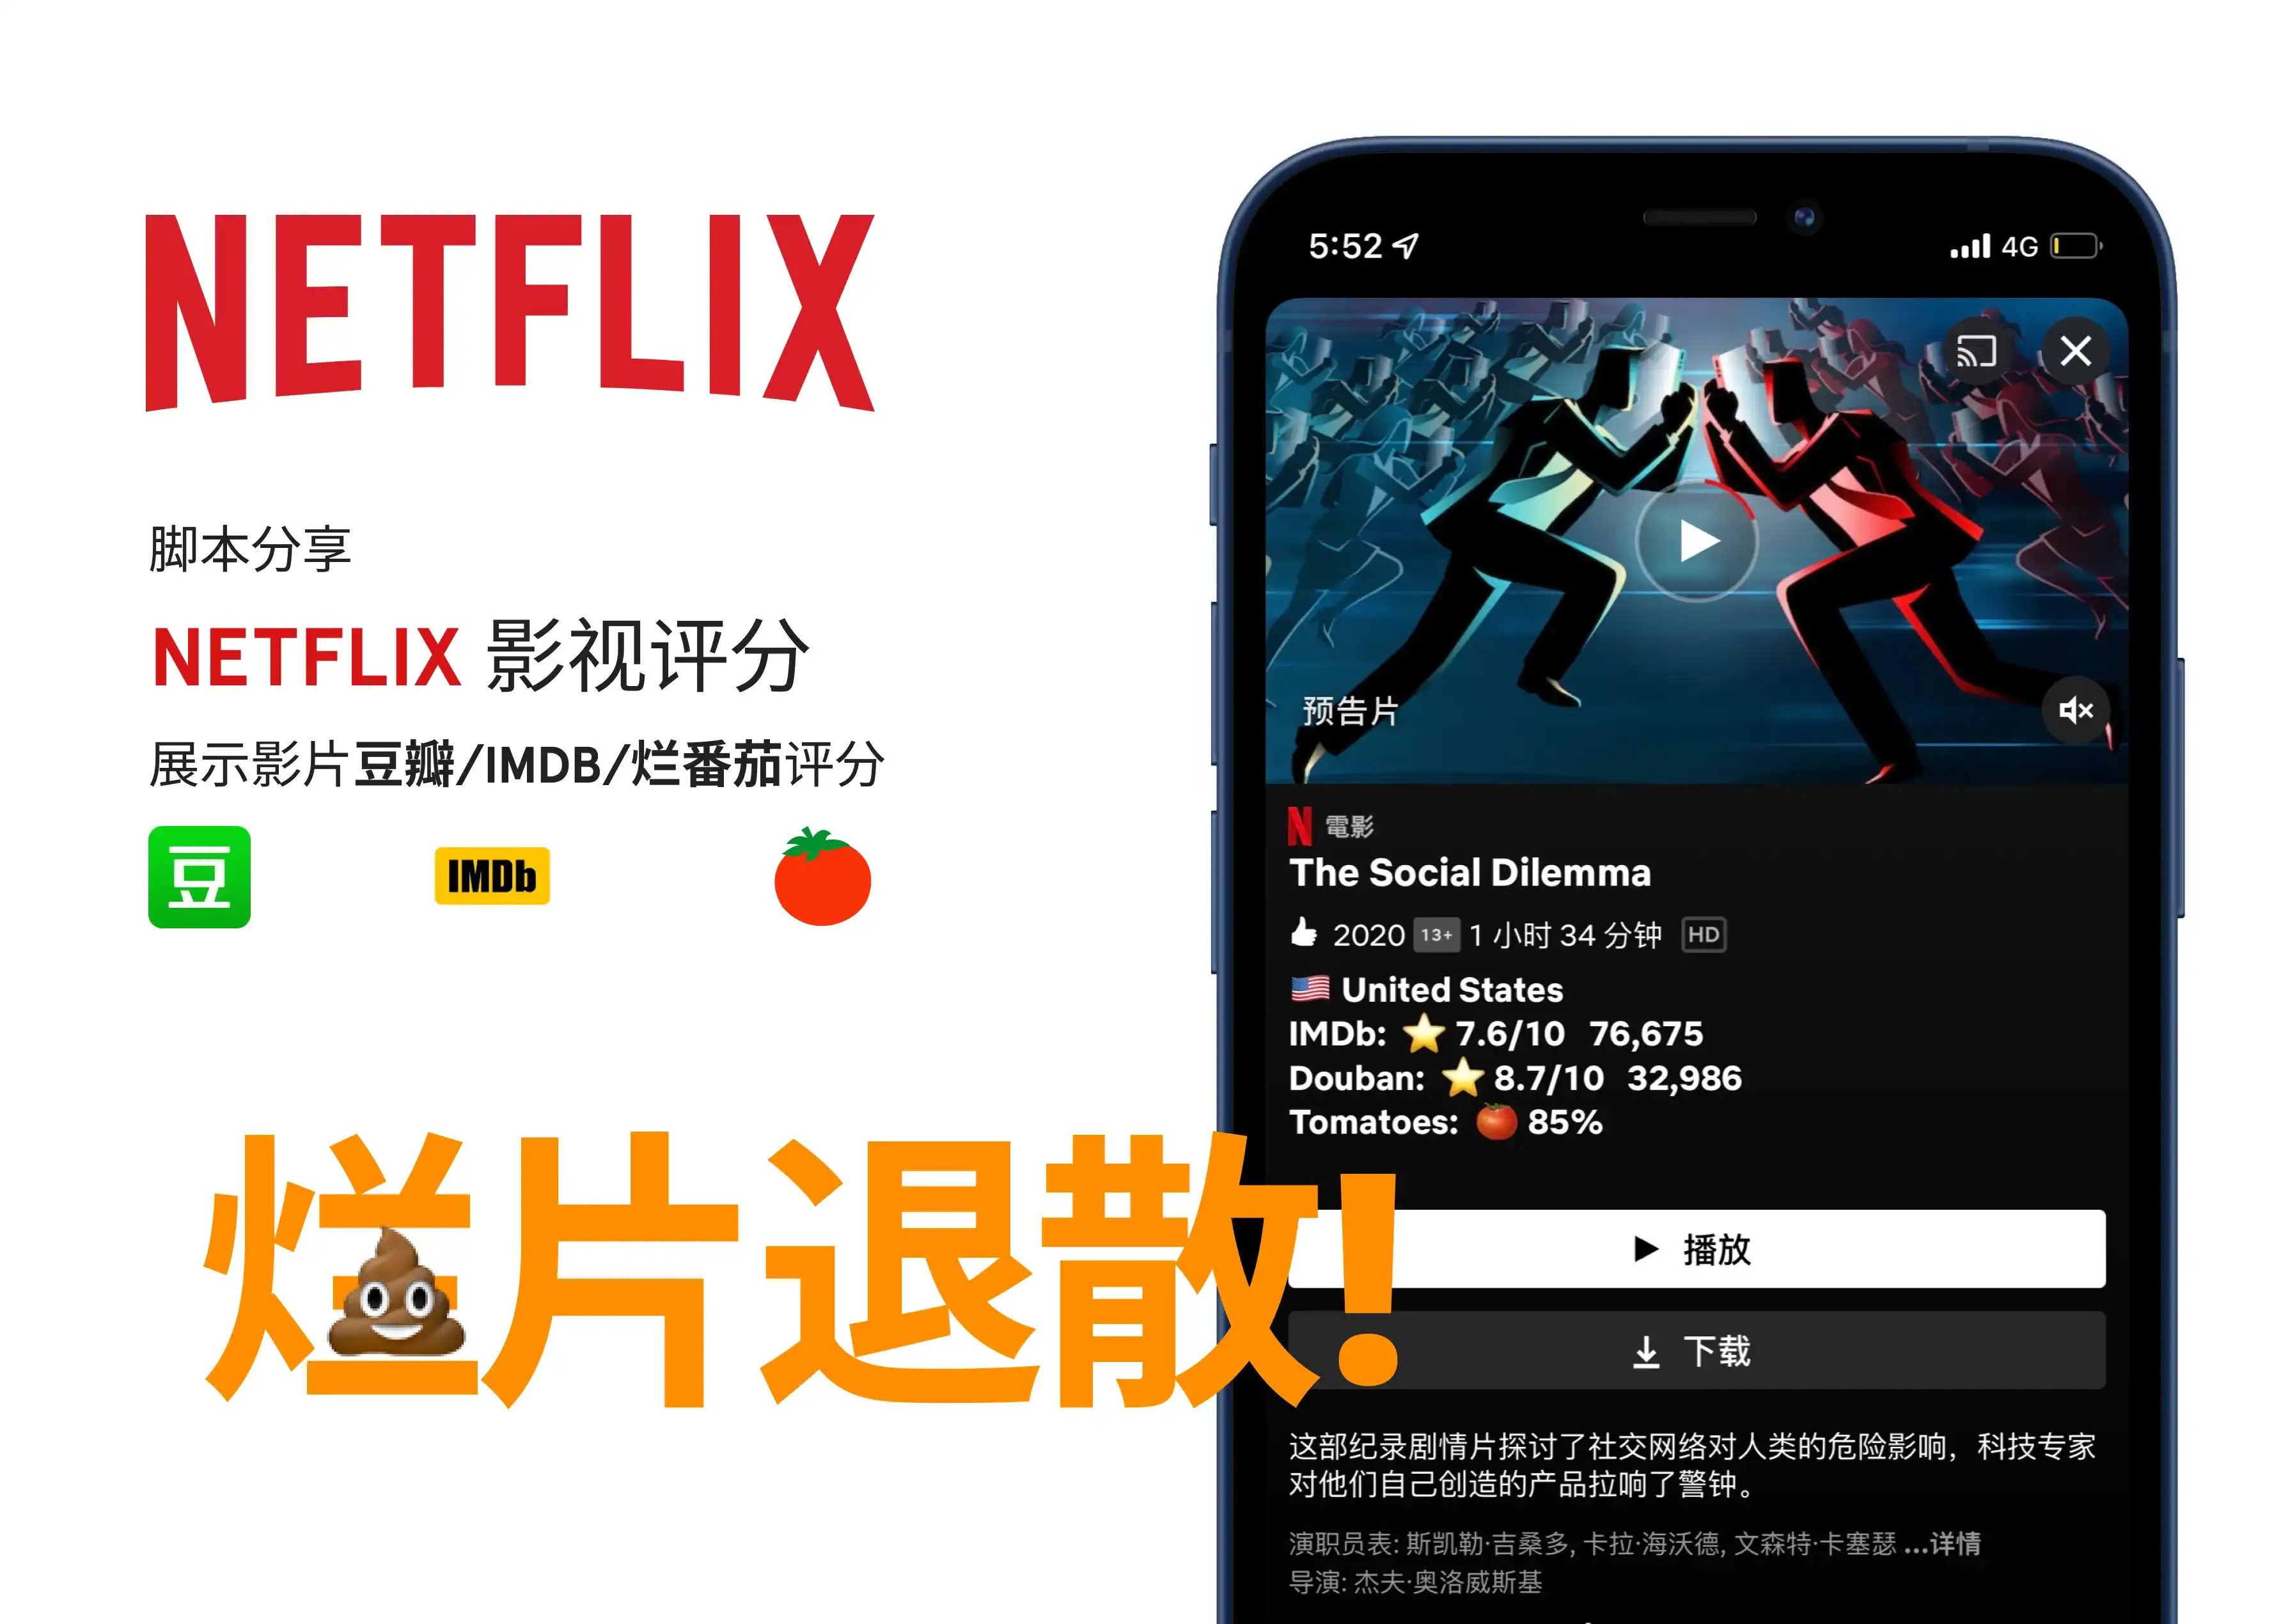 NETFLIX
脚本分享
NETFLIX 影视评分
展示影片豆瓣/IMDB/烂番茄评分
豆
IMDb
烂片退散!
5:52
4G
预告片
N 電影
The Social Dilemma
2020 13+ 1 小时 34 分钟 HD
United States
IMDb: 7.6/10 76,675
Douban: 8.7/10 32,986
Tomatoes: 85%
播放
下载
这部纪录剧情片探讨了社交网络对人类的危险影响，科技专家
对他们自己创造的产品拉响了警钟。
演职员表: 斯凯勒·吉桑多, 卡拉·海沃德, 文森特·卡塞瑟 ...详情
导演: 杰夫·奥洛威斯基